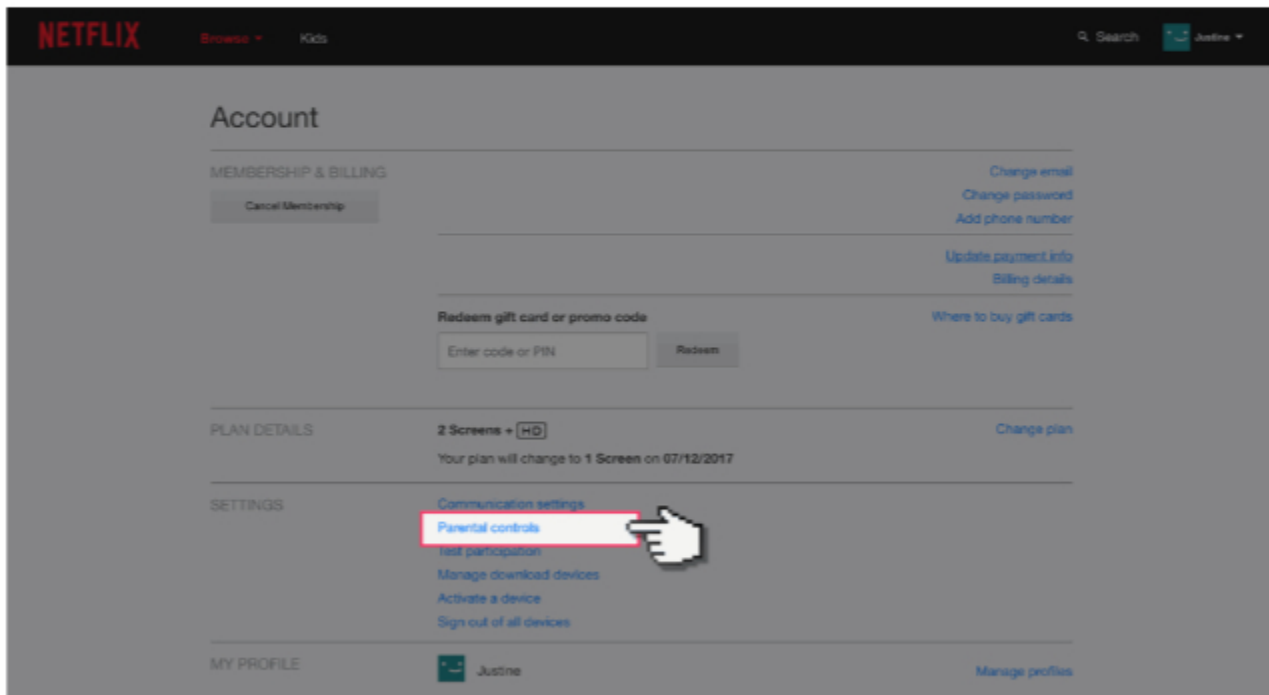 NETFLIX Browse Kids Search Justine
Account
MEMBERSHIP & BILLING Change email
Cancel Membership Change password
Add phone number
Update payment info
Billing details
Redeem gift card or promo code Where to buy gift cards
Enter code or PIN Redeem
PLAN DETAILS 2 Screens + HD Change plan
Your plan will change to 1 Screen on 07/12/2017
SETTINGS Communication settings
Parental controls
Test participation
Manage download devices
Activate a device
Sign out of all devices
MY PROFILE Justine Manage profiles